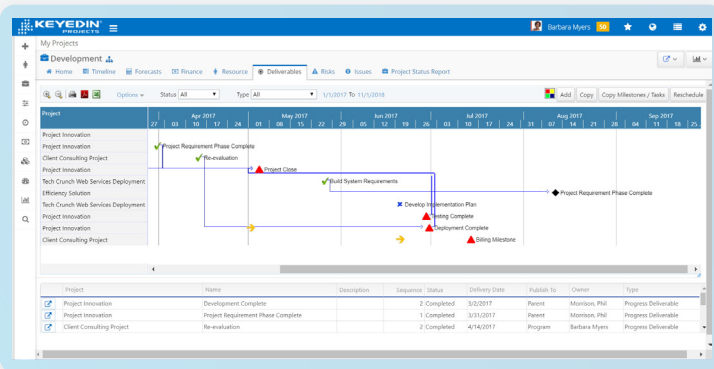 KEYEDIN
PROJECTS
Barbara Myers 50
My Projects
Development
Home Timeline Forecasts Finance Resource Deliverables Risks Issues Project Status Report
Options Status All Type All 1/1/2017 To 11/1/2018 Add Copy Copy Milestones / Tasks Reschedule
Project Apr 2017 May 2017 Jun 2017 Jul 2017 Aug 2017 Sep 2017
27 03 10 17 24 01 08 15 22 29 05 12 19 26 03 10 17 24 31 07 14 21 28 04 11 18 25
Project Innovation
Project Innovation Project Requirement Phase Complete
Client Consulting Project Re-evaluation
Project Innovation Project Close
Tech Crunch Web Services Deployment Build System Requirements
Efficiency Solution Project Requirement Phase Complete
Tech Crunch Web Services Deployment Develop Implementation Plan
Project Innovation Testing Complete
Project Innovation Deployment Complete
Client Consulting Project Billing Milestone
Project Name Description Sequence Status Delivery Date Publish To Owner Type
Project Innovation Development Complete 2 Completed 3/2/2017 Parent Morrison, Phil Progress Deliverable
Project Innovation Project Requirement Phase Complete 1 Completed 3/31/2017 Parent Morrison, Phil Progress Deliverable
Client Consulting Project Re-evaluation 2 Completed 4/14/2017 Program Barbara Myers Progress Deliverable